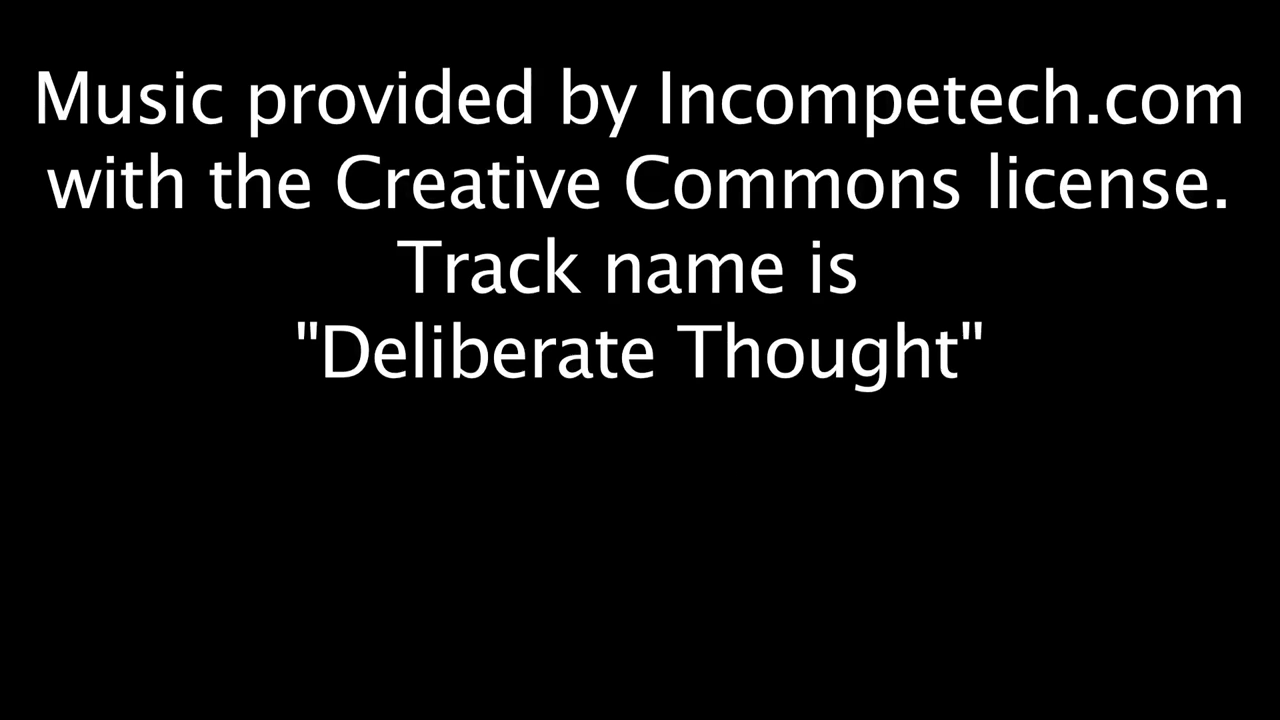 Music provided by Incompetech.com
with the Creative Commons license.
Track name is
"Deliberate Thought"